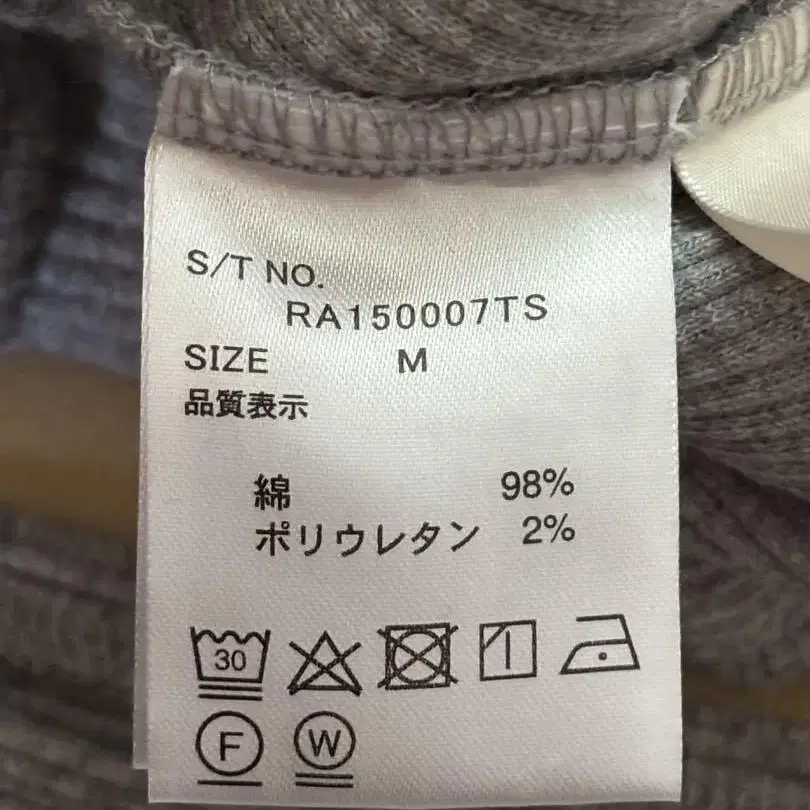 S/T NO.
RA150007TS
SIZE M
品質表示
綿 98%
ポリウレタン 2%
30
F W